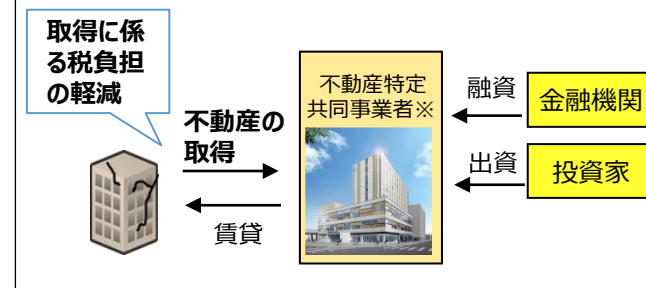 取得に係
る税負担
の軽減
不動産の
取得
賃貸
不動産特定
共同事業者※
融資
金融機関
出資
投資家